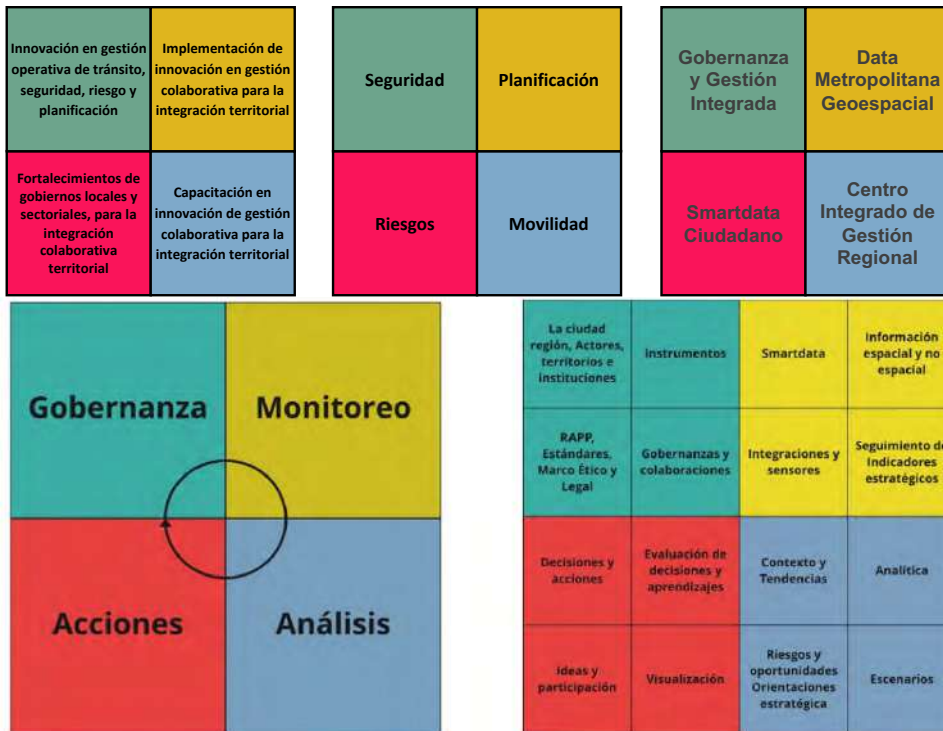 Innovación en gestión
operativa de tránsito,
seguridad, riesgo y
planificación
Implementación de
innovación en gestión
colaborativa para la
integración territorial
Fortalecimientos de
gobiernos locales y
sectoriales, para la
integración
colaborativa
territorial
Capacitación en
innovación de gestión
colaborativa para la
integración territorial
Seguridad
Planificación
Riesgos
Movilidad
Gobernanza
y Gestión
Integrada
Data
Metropolitana
Geoespacial
Smartdata
Ciudadano
Centro
Integrado de
Gestión
Regional
Gobernanza
Monitoreo
Acciones
Análisis
La ciudad
región, Actores,
territorios e
instituciones
Instrumentos
Smartdata
Información
espacial y no
espacial
RAPP,
Estándares,
Marco Ético y
Legal
Gobernanzas y
colaboraciones
Integraciones y
sensores
Seguimiento de
Indicadores
estratégicos
Decisiones y
acciones
Evaluación de
decisiones y
aprendizajes
Contexto y
Tendencias
Analítica
Ideas y
participación
Visualización
Riesgos y
oportunidades
Orientaciones
estratégica
Escenarios